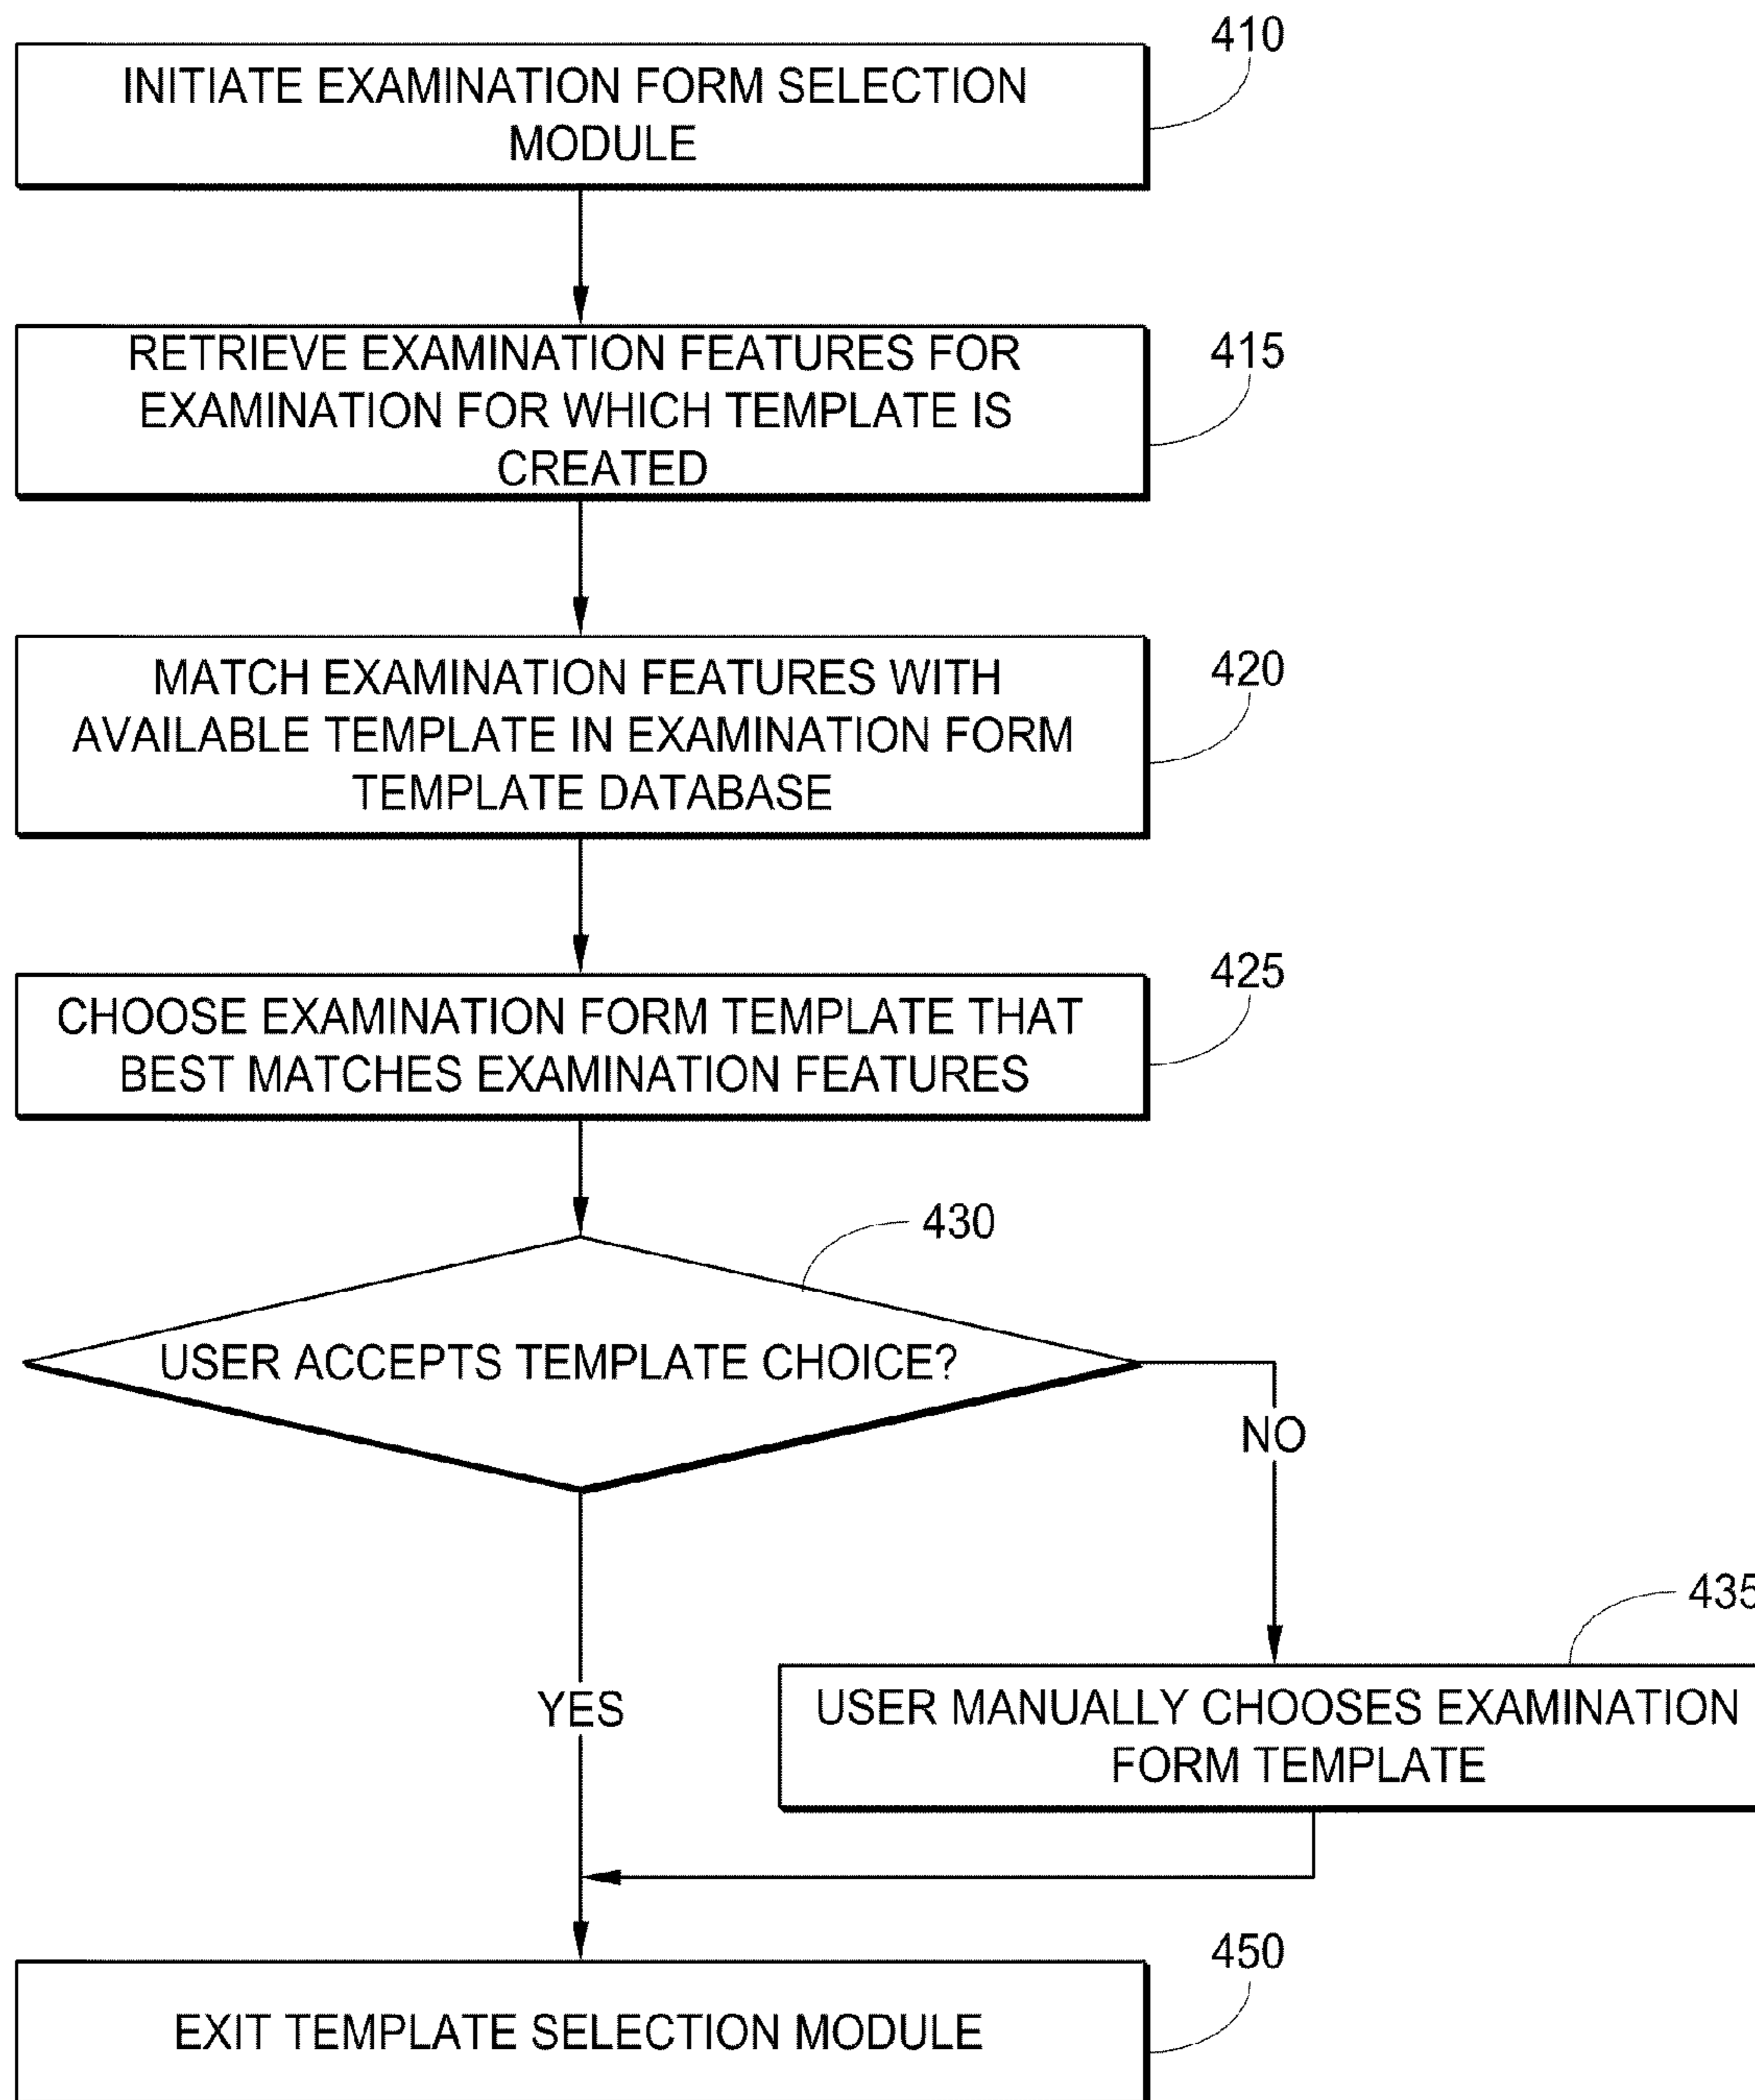 410
INITIATE EXAMINATION FORM SELECTION
MODULE
415
RETRIEVE EXAMINATION FEATURES FOR
EXAMINATION FOR WHICH TEMPLATE IS
CREATED
420
MATCH EXAMINATION FEATURES WITH
AVAILABLE TEMPLATE IN EXAMINATION FORM
TEMPLATE DATABASE
425
CHOOSE EXAMINATION FORM TEMPLATE THAT
BEST MATCHES EXAMINATION FEATURES
430
USER ACCEPTS TEMPLATE CHOICE?
NO
435
YES
USER MANUALLY CHOOSES EXAMINATION
FORM TEMPLATE
450
EXIT TEMPLATE SELECTION MODULE